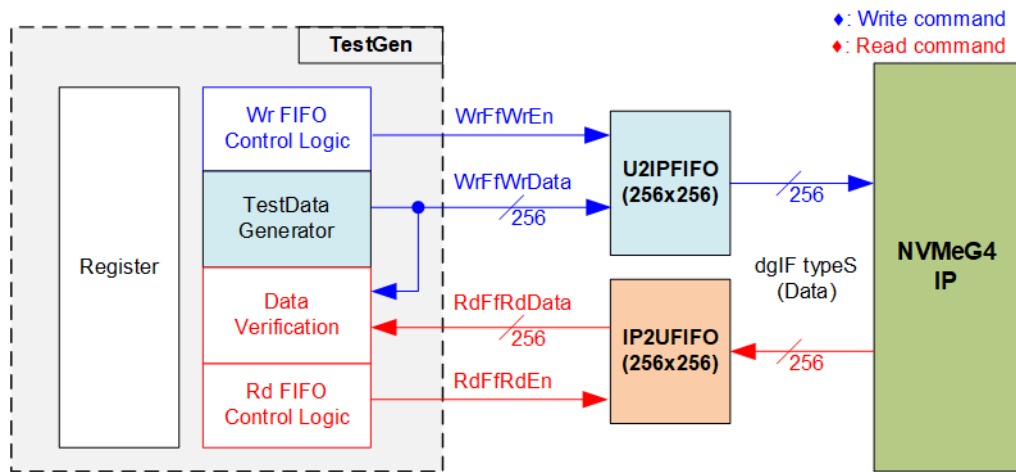 ♦: Write command
♦: Read command
TestGen
Register
Wr FIFO
Control Logic
TestData
Generator
Data
Verification
Rd FIFO
Control Logic
WrFfWrEn
WrFfWrData
256
RdFfRdData
256
RdFfRdEn
U2IPFIFO
(256x256)
IP2UFIFO
(256x256)
256
dgIF typeS
(Data)
256
NVMeG4
IP